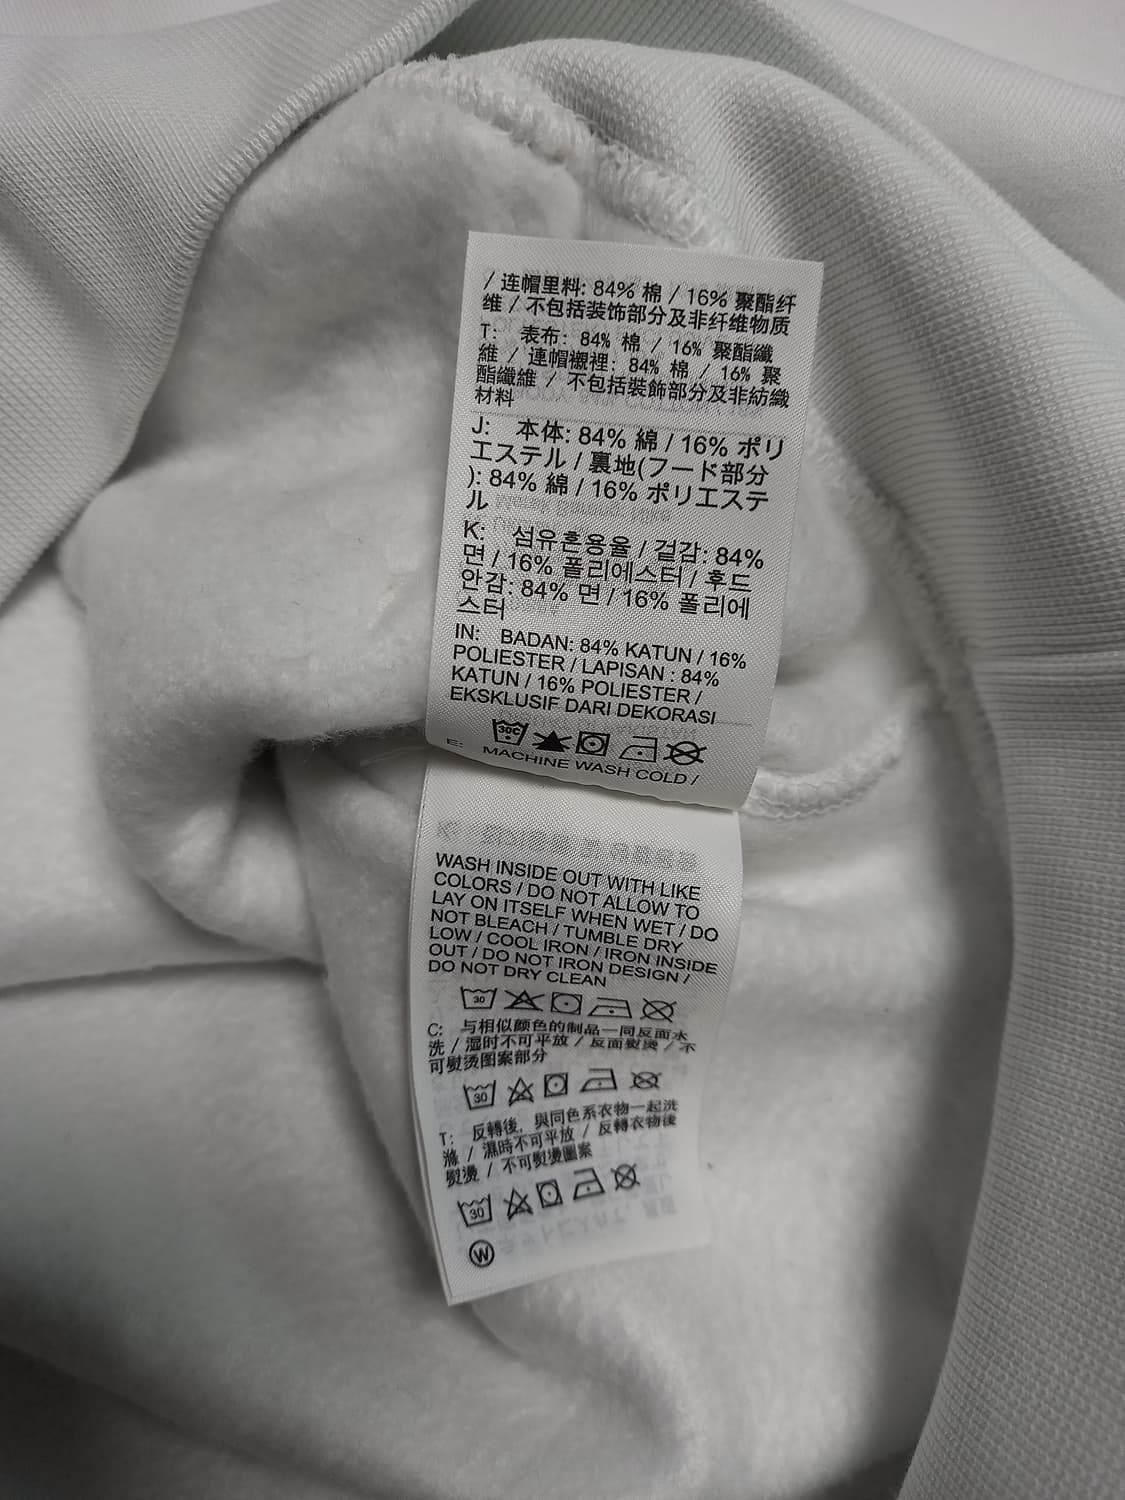 / 连帽里料: 84% 棉 / 16% 聚酯纤
维 / 不包括装饰部分及非纤维物质
T: 表布: 84% 棉 / 16% 聚酯纖
維 / 連帽襯裡: 84% 棉 / 16% 聚
酯纖維 / 不包括裝飾部分及非紡織
材料
J: 本体: 84% 綿 / 16% ポリ
エステル / 裏地(フード部分
): 84% 綿 / 16% ポリエステ
ル
K: 섬유혼용율 / 겉감: 84%
면 / 16% 폴리에스터 / 후드
안감: 84% 면 / 16% 폴리에
스터
IN: BADAN: 84% KATUN / 16%
POLIESTER / LAPISAN : 84%
KATUN / 16% POLIESTER /
EKSKLUSIF DARI DEKORASI
30C
E: MACHINE WASH COLD /
WASH INSIDE OUT WITH LIKE
COLORS / DO NOT ALLOW TO
LAY ON ITSELF WHEN WET / DO
NOT BLEACH / TUMBLE DRY
LOW / COOL IRON / IRON INSIDE
OUT / DO NOT IRON DESIGN /
DO NOT DRY CLEAN
30
C: 与相似颜色的制品一同反面水
洗 / 湿时不可平放 / 反面熨烫 / 不
可熨烫图案部分
30
T: 反轉後, 與同色系衣物一起洗
滌 / 濕時不可平放 / 反轉衣物後
熨燙 / 不可熨燙圖案
30
W